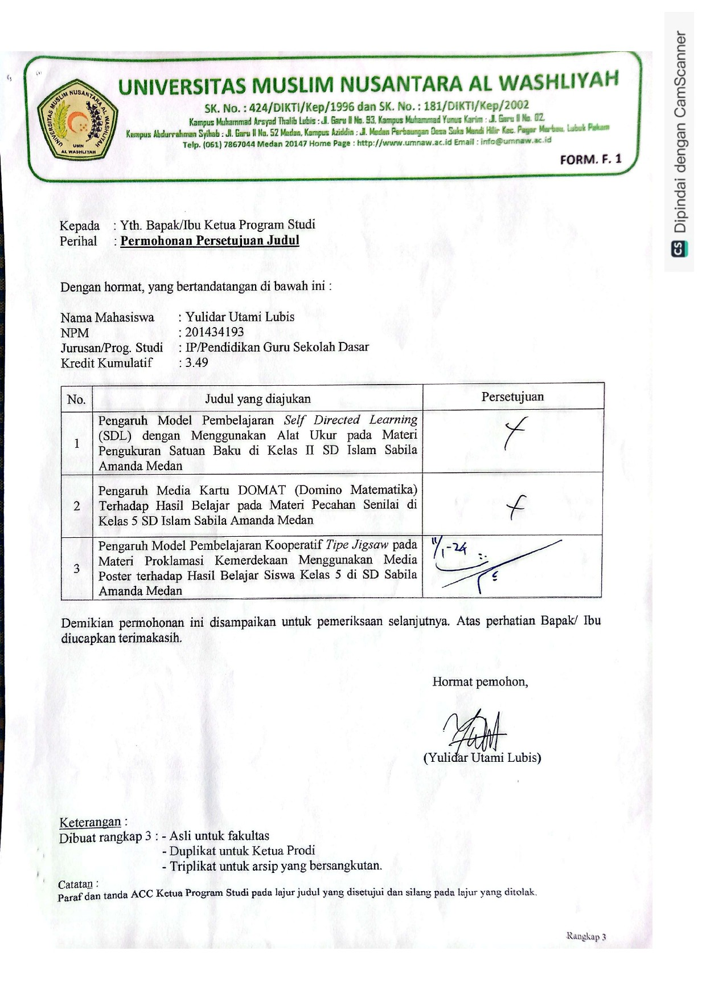 UNIVERSITAS MUSLIM NUSANTARA AL WASHLIYAH
SK. No. : 424/DIKTI/Kep/1996 dan SK. No. : 181/DIKTI/Kep/2002
Kampus Muhammad Arsyad Thalib Lubis : Jl. Garu II No. 93, Kampus Muhammad Yunus Karim : Jl. Garu II No. 02,
Kampus Abdurrahman Syihab : Jl. Garu II No. 52 Medan, Kampus Aziddin : Jl. Medan Perbaungan Desa Suka Mandi Hilir Kec. Pagar Merbau, Lubuk Pakam
Telp. (061) 7867044 Medan 20147 Home Page : http://www.umnaw.ac.id Email : info@umnaw.ac.id
FORM. F. 1
UNIVERSITAS MUSLIM NUSANTARA AL WASHLIYAH
UMN
AL WASHLIYAH
Kepada : Yth. Bapak/Ibu Ketua Program Studi
Perihal : Permohonan Persetujuan Judul
Dengan hormat, yang bertandatangan di bawah ini :
Nama Mahasiswa : Yulidar Utami Lubis
NPM : 201434193
Jurusan/Prog. Studi : IP/Pendidikan Guru Sekolah Dasar
Kredit Kumulatif : 3.49
No. Judul yang diajukan Persetujuan
1 Pengaruh Model Pembelajaran Self Directed Learning
(SDL) dengan Menggunakan Alat Ukur pada Materi
Pengukuran Satuan Baku di Kelas II SD Islam Sabila
Amanda Medan
2 Pengaruh Media Kartu DOMAT (Domino Matematika)
Terhadap Hasil Belajar pada Materi Pecahan Senilai di
Kelas 5 SD Islam Sabila Amanda Medan
3 Pengaruh Model Pembelajaran Kooperatif Tipe Jigsaw pada
Materi Proklamasi Kemerdekaan Menggunakan Media
Poster terhadap Hasil Belajar Siswa Kelas 5 di SD Sabila
Amanda Medan
11/1-24
Demikian permohonan ini disampaikan untuk pemeriksaan selanjutnya. Atas perhatian Bapak/ Ibu
diucapkan terimakasih.
Hormat pemohon,
(Yulidar Utami Lubis)
Keterangan :
Dibuat rangkap 3 : - Asli untuk fakultas
- Duplikat untuk Ketua Prodi
- Triplikat untuk arsip yang bersangkutan.
Catatan :
Paraf dan tanda ACC Ketua Program Studi pada lajur judul yang disetujui dan silang pada lajur yang ditolak.
Rangkap 3
CS Dipindai dengan CamScanner